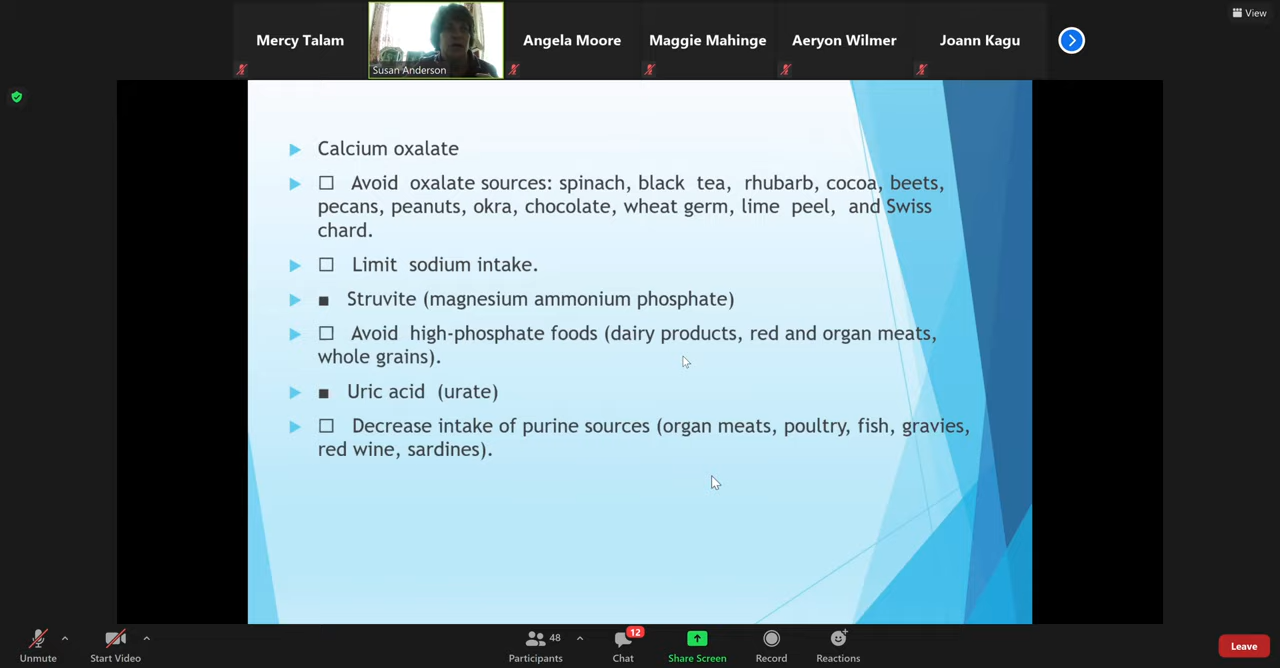 View
Mercy Talam
Susan Anderson
Angela Moore
Maggie Mahinge
Aeryon Wilmer
Joann Kagu
Calcium oxalate
☐ Avoid oxalate sources: spinach, black tea, rhubarb, cocoa, beets,
pecans, peanuts, okra, chocolate, wheat germ, lime peel, and Swiss
chard.
☐ Limit sodium intake.
■ Struvite (magnesium ammonium phosphate)
☐ Avoid high-phosphate foods (dairy products, red and organ meats,
whole grains).
■ Uric acid (urate)
☐ Decrease intake of purine sources (organ meats, poultry, fish, gravies,
red wine, sardines).
Unmute
Start Video
48
Participants
12
Chat
Share Screen
Record
Reactions
Leave